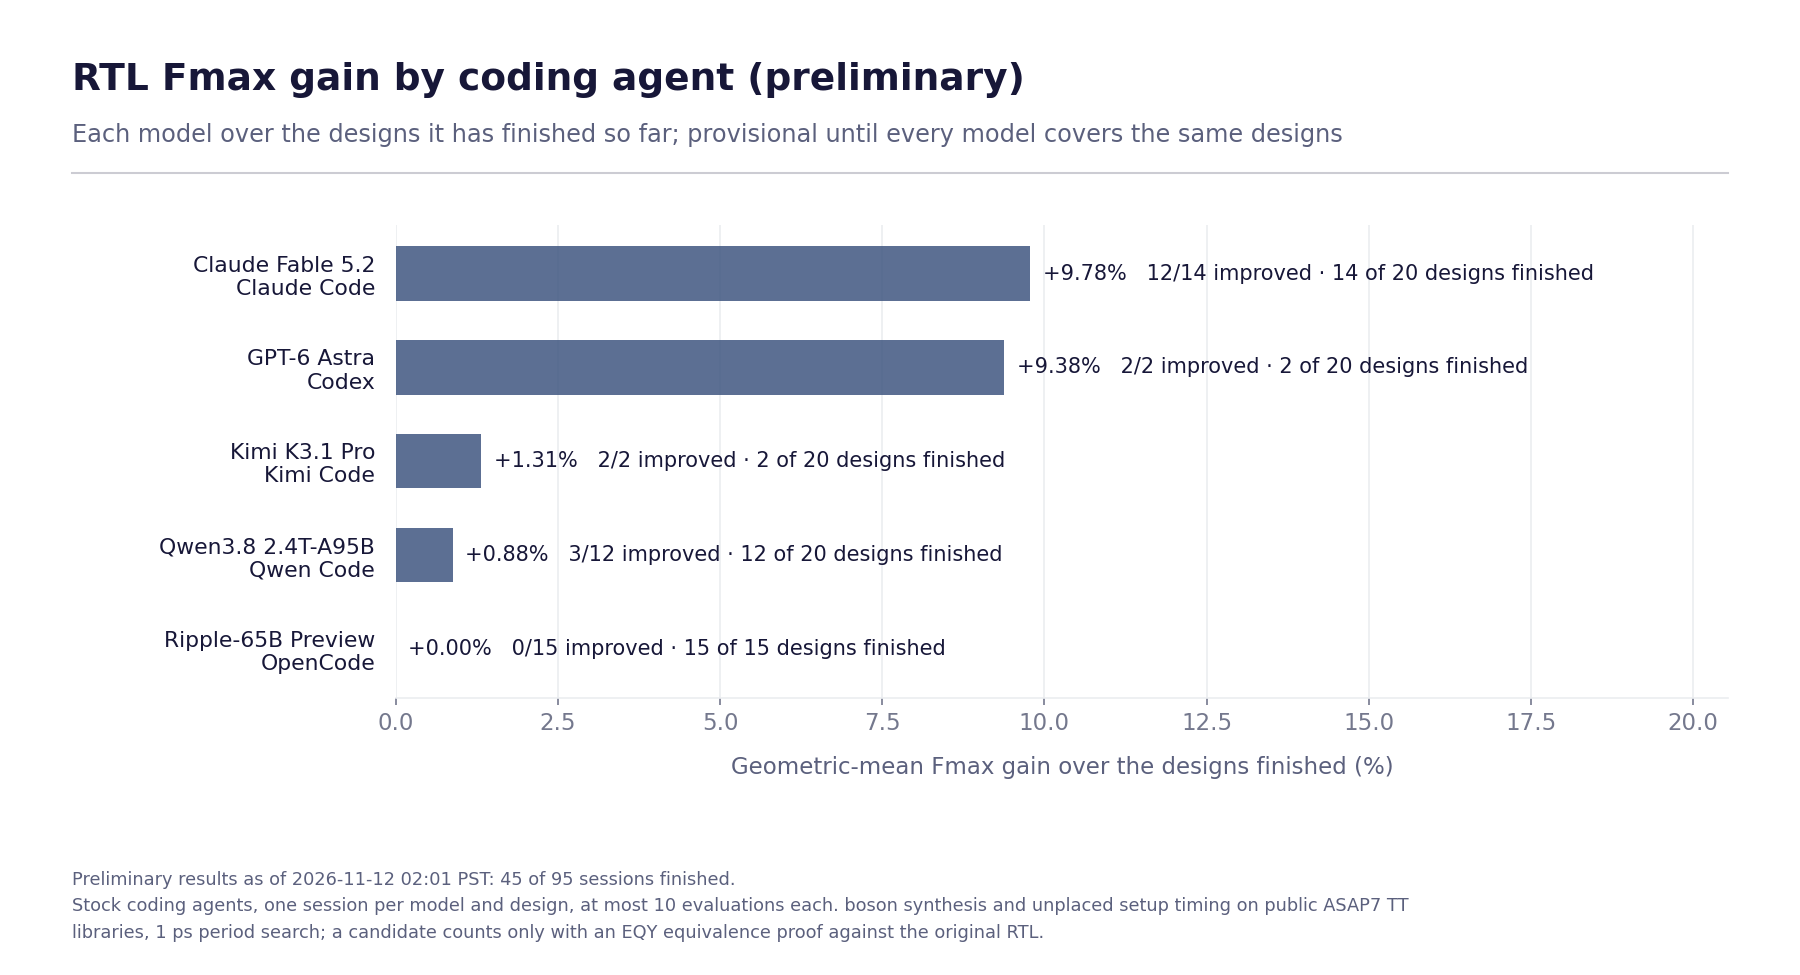 RTL Fmax gain by coding agent (preliminary)
Each model over the designs it has finished so far; provisional until every model covers the same designs
Claude Fable 5.2
Claude Code
+9.78% 12/14 improved · 14 of 20 designs finished
GPT-6 Astra
Codex
+9.38% 2/2 improved · 2 of 20 designs finished
Kimi K3.1 Pro
Kimi Code
+1.31% 2/2 improved · 2 of 20 designs finished
Qwen3.8 2.4T-A95B
Qwen Code
+0.88% 3/12 improved · 12 of 20 designs finished
Ripple-65B Preview
OpenCode
+0.00% 0/15 improved · 15 of 15 designs finished
0.0 2.5 5.0 7.5 10.0 12.5 15.0 17.5 20.0
Geometric-mean Fmax gain over the designs finished (%)
Preliminary results as of 2026-11-12 02:01 PST: 45 of 95 sessions finished.
Stock coding agents, one session per model and design, at most 10 evaluations each. boson synthesis and unplaced setup timing on public ASAP7 TT
libraries, 1 ps period search; a candidate counts only with an EQY equivalence proof against the original RTL.